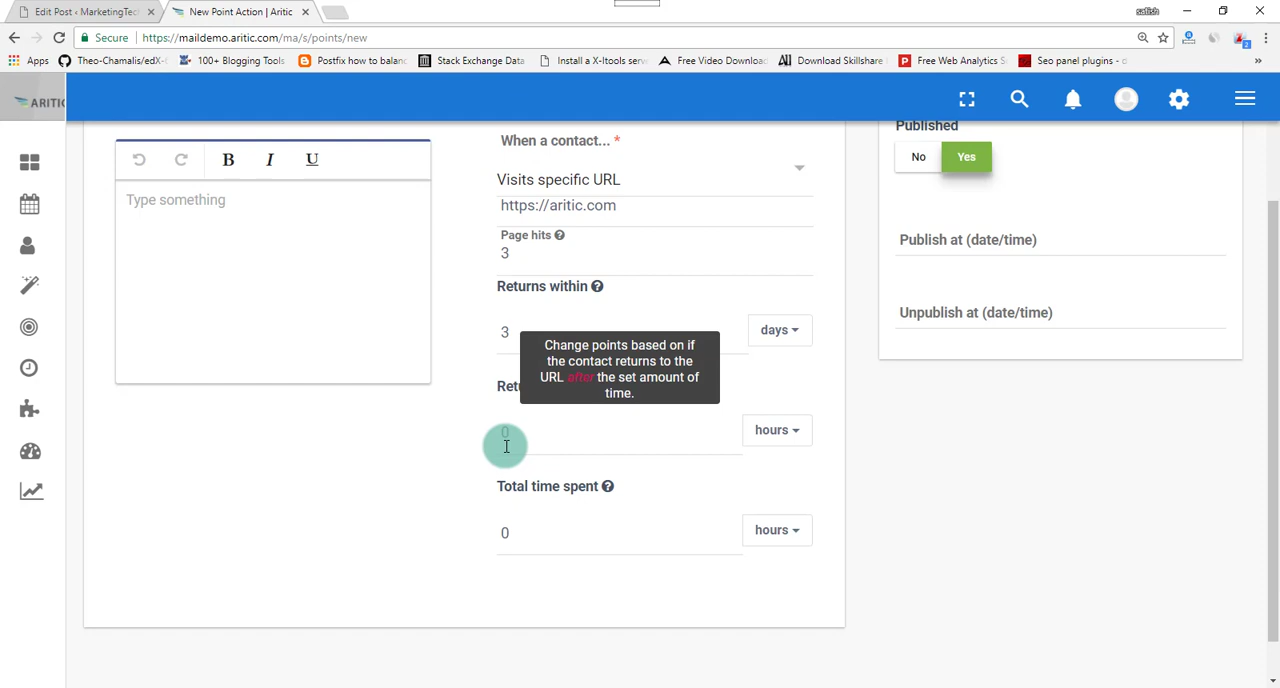 Edit Post ‹ MarketingTec
New Point Action | Aritic
satish
Secure
https://maildemo.aritic.com/ma/s/points/new
Apps
Theo-Chamalis/edX-
100+ Blogging Tools
Postfix how to balan
Stack Exchange Data
Install a X-Itools serv
Free Video Download
Download Skillshare
Free Web Analytics S
Seo panel plugins - d
»
ARITIC
When a contact... *
Published
B I U
Visits specific URL
No
Yes
Type something
https://aritic.com
Page hits
3
Publish at (date/time)
Returns within
Unpublish at (date/time)
3
days
Change points based on if
the contact returns to the
URL after the set amount of
time.
Ret
0
hours
Total time spent
0
hours